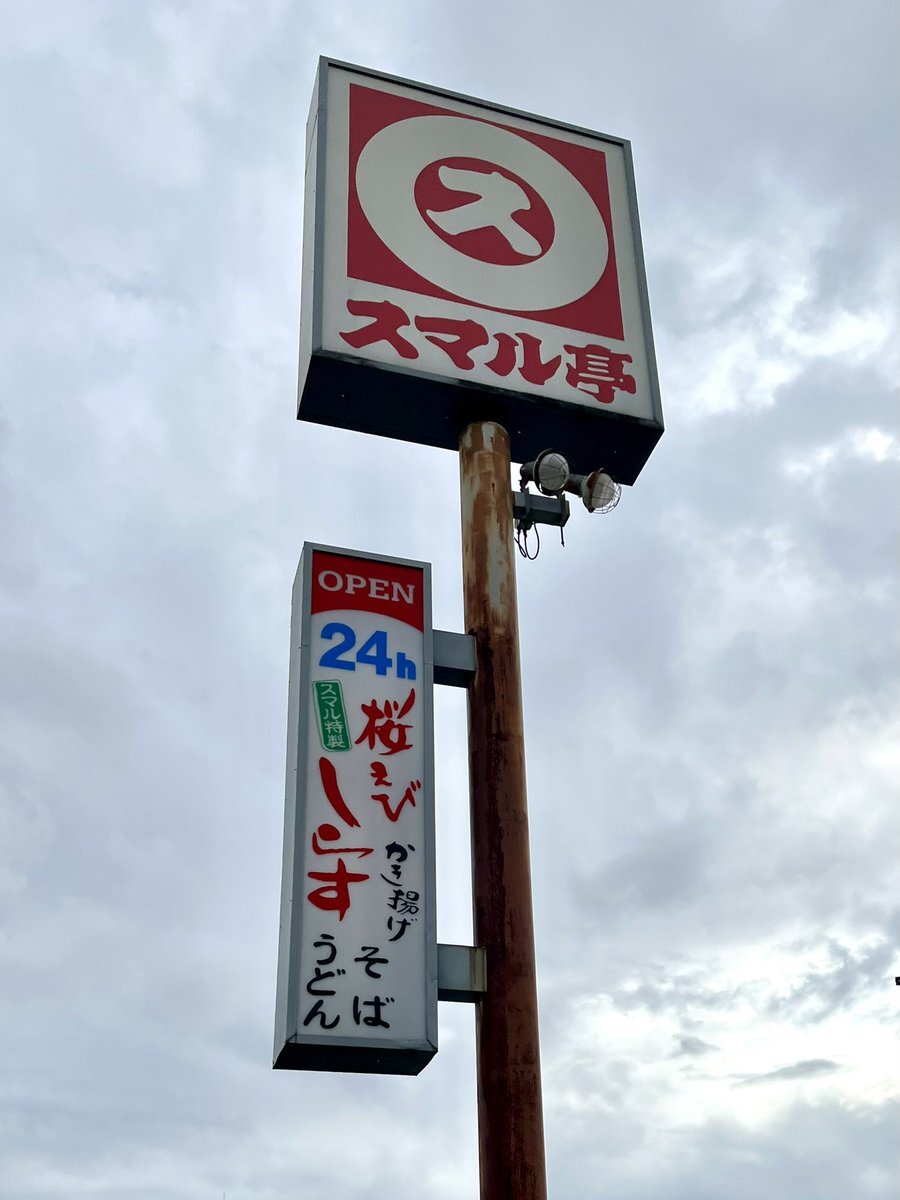 ス
スマル亭
OPEN
24h
スマル特製
桜えび
しらす
かき揚げ
そば
うどん